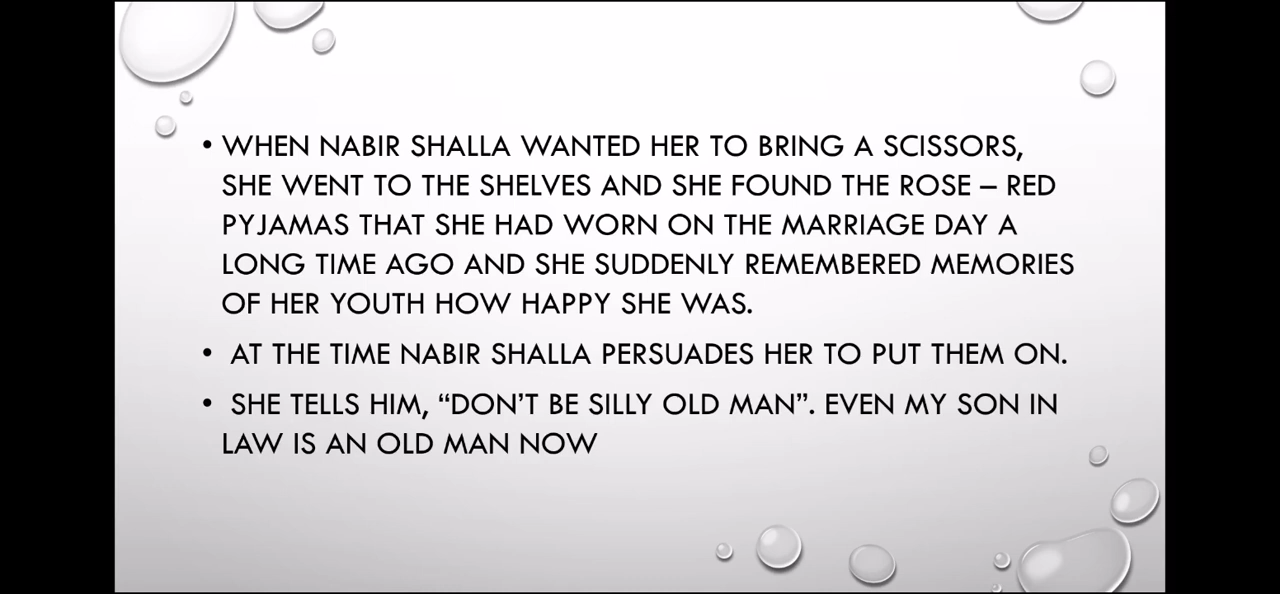 • WHEN NABIR SHALLA WANTED HER TO BRING A SCISSORS,
SHE WENT TO THE SHELVES AND SHE FOUND THE ROSE – RED
PYJAMAS THAT SHE HAD WORN ON THE MARRIAGE DAY A
LONG TIME AGO AND SHE SUDDENLY REMEMBERED MEMORIES
OF HER YOUTH HOW HAPPY SHE WAS.
• AT THE TIME NABIR SHALLA PERSUADES HER TO PUT THEM ON.
• SHE TELLS HIM, “DON’T BE SILLY OLD MAN”. EVEN MY SON IN
LAW IS AN OLD MAN NOW